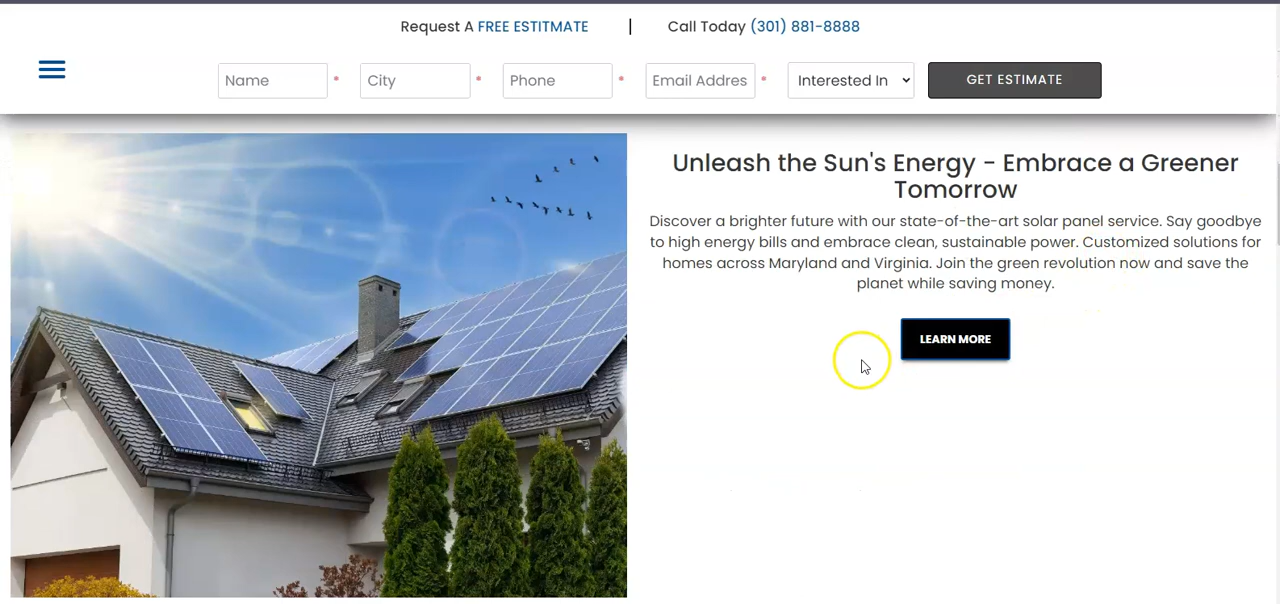 Request A FREE ESTITMATE | Call Today (301) 881-8888
Name * City * Phone * Email Addres * Interested In GET ESTIMATE
Unleash the Sun's Energy - Embrace a Greener
Tomorrow
Discover a brighter future with our state-of-the-art solar panel service. Say goodbye
to high energy bills and embrace clean, sustainable power. Customized solutions for
homes across Maryland and Virginia. Join the green revolution now and save the
planet while saving money.
LEARN MORE